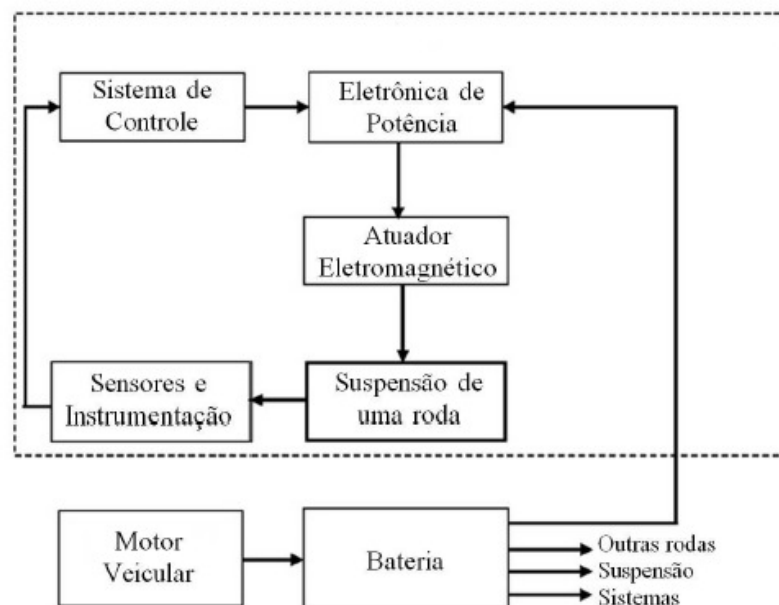 Sistema de
Controle
Eletrônica de
Potência
Atuador
Eletromagnético
Sensores e
Instrumentação
Suspensão de
uma roda
Motor
Veicular
Bateria
Outras rodas
Suspensão
Sistemas